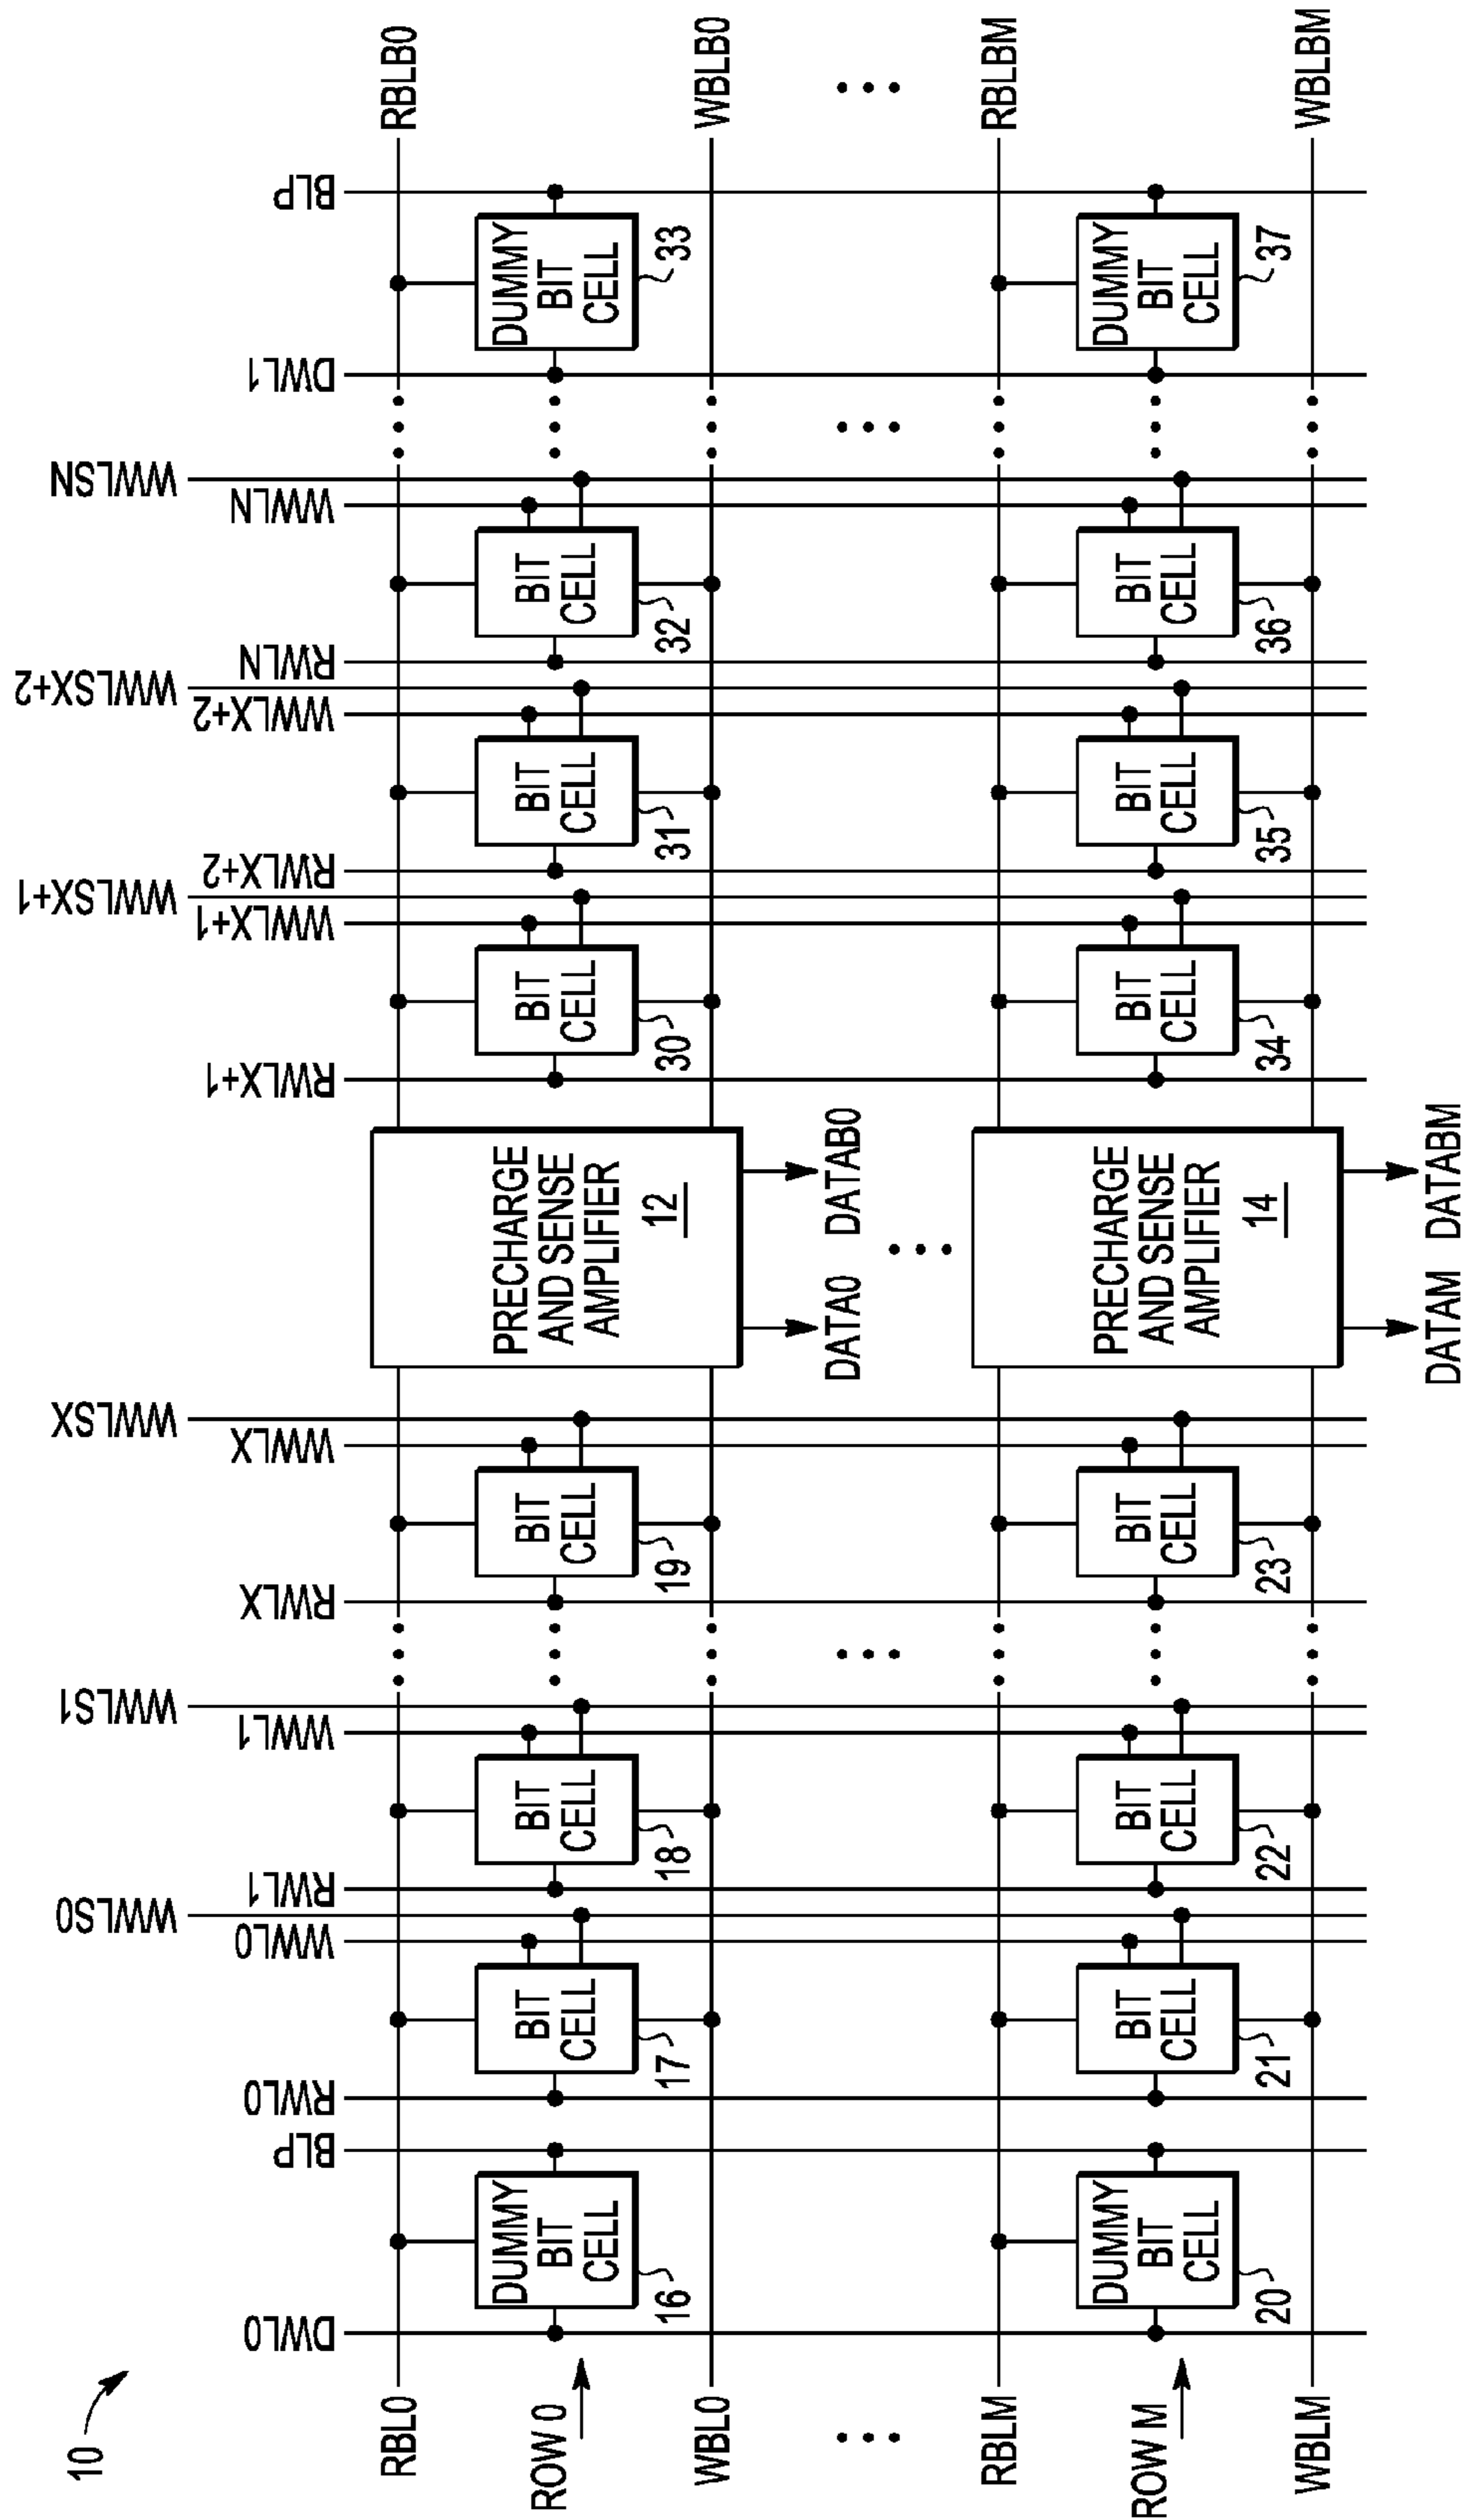 10
WWLS0
WWLS1
WWLSX
WWLSX+1
WWLSX+2
WWLSN
DWL0
BLP
RWL0
WWL0
RWL1
WWL1
RWLX
WWLX
RWLX+1
WWLX+1
RWLX+2
WWLX+2
RWLN
WWLN
DWL1
BLP
RBL0
RBLB0
ROW 0
DUMMY
BIT
CELL
16
BIT
CELL
17
BIT
CELL
18
BIT
CELL
19
PRECHARGE
AND SENSE
AMPLIFIER
12
BIT
CELL
30
BIT
CELL
31
BIT
CELL
32
DUMMY
BIT
CELL
33
WBL0
WBLB0
DATA0
DATAB0
RBLM
RBLBM
ROW M
DUMMY
BIT
CELL
20
BIT
CELL
21
BIT
CELL
22
BIT
CELL
23
PRECHARGE
AND SENSE
AMPLIFIER
14
BIT
CELL
34
BIT
CELL
35
BIT
CELL
36
DUMMY
BIT
CELL
37
WBLM
WBLBM
DATAM
DATABM